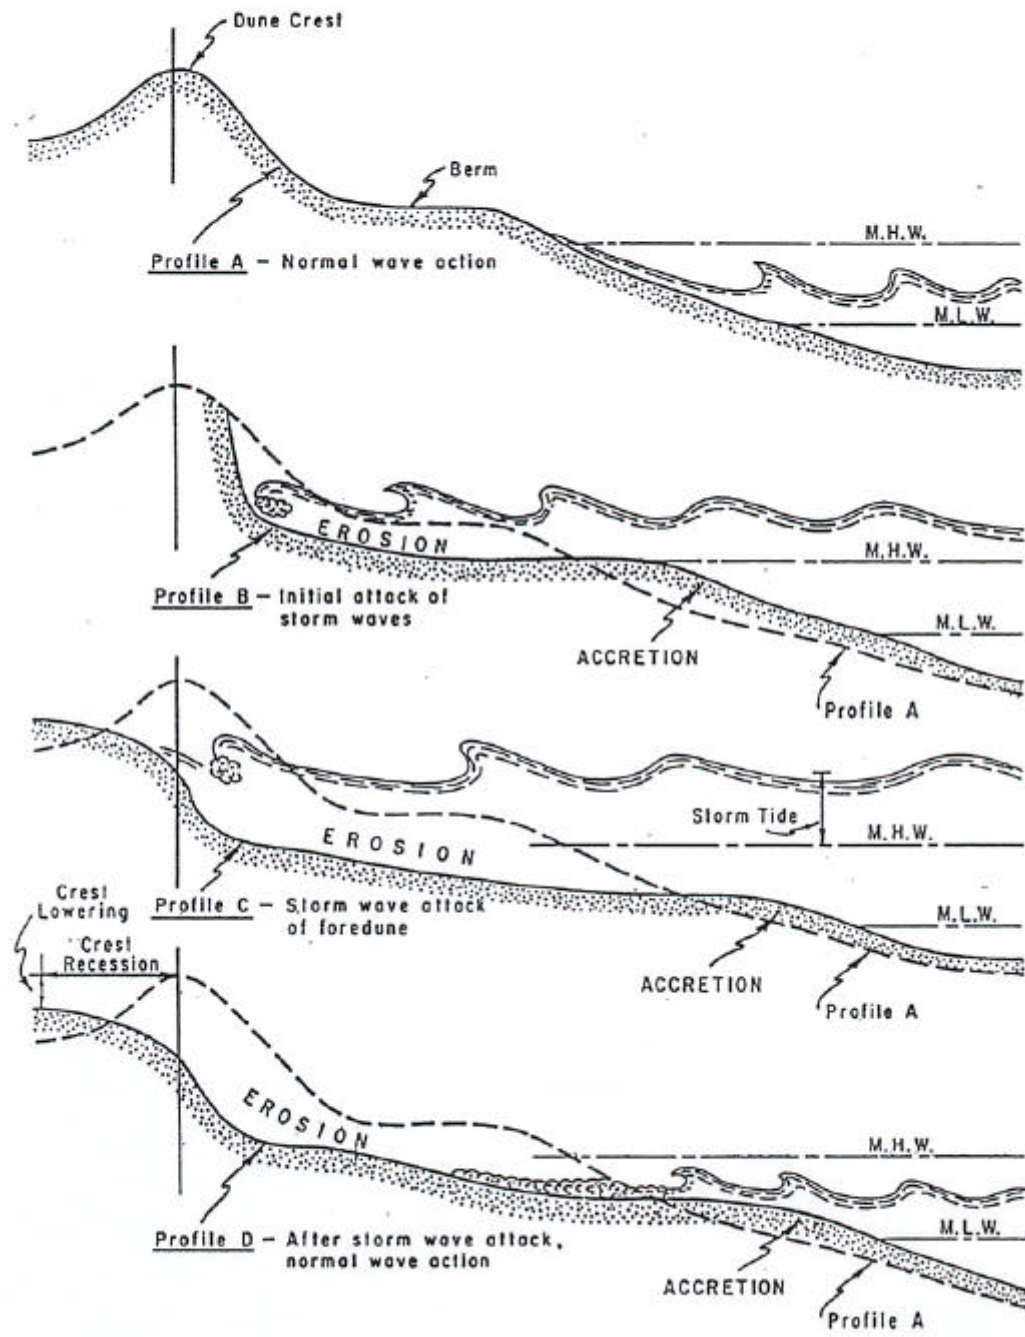 Dune Crest
Berm
M.H.W.
Profile A – Normal wave action
M.L.W.
EROSION
M.H.W.
Profile B – Initial attack of
storm waves
M.L.W.
ACCRETION
Profile A
Storm Tide
M.H.W.
EROSION
Crest
Lowering
Profile C – Storm wave attack
of foredune
M.L.W.
Crest
Recession
ACCRETION
Profile A
EROSION
M.H.W.
Profile D – After storm wave attack,
normal wave action
M.L.W.
ACCRETION
Profile A